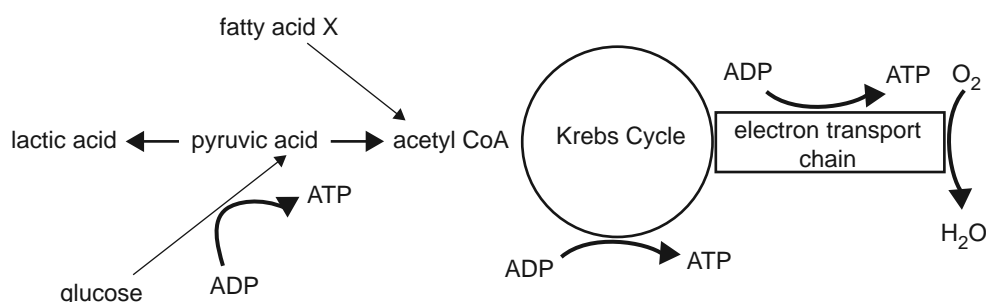 fatty acid X
ADP
ATP
O₂
lactic acid
pyruvic acid
acetyl CoA
Krebs Cycle
electron transport
chain
ATP
H₂O
ADP
ATP
ADP
glucose